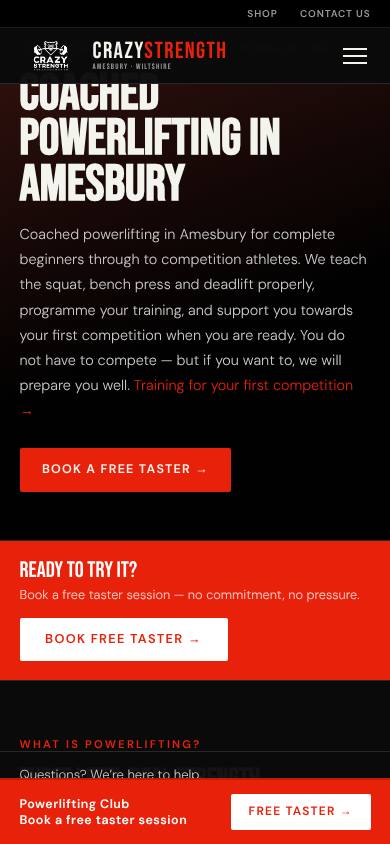 SHOP CONTACT US
CRAZY
STRENGTH
CRAZYSTRENGTH
AMESBURY · WILTSHIRE
COACHED
POWERLIFTING IN
AMESBURY
Coached powerlifting in Amesbury for complete
beginners through to competition athletes. We teach
the squat, bench press and deadlift properly,
programme your training, and support you towards
your first competition when you are ready. You do
not have to compete — but if you want to, we will
prepare you well. Training for your first competition
→
BOOK A FREE TASTER →
READY TO TRY IT?
Book a free taster session — no commitment, no pressure.
BOOK FREE TASTER →
WHAT IS POWERLIFTING?
Questions? We're here to help
Powerlifting Club
Book a free taster session
FREE TASTER →